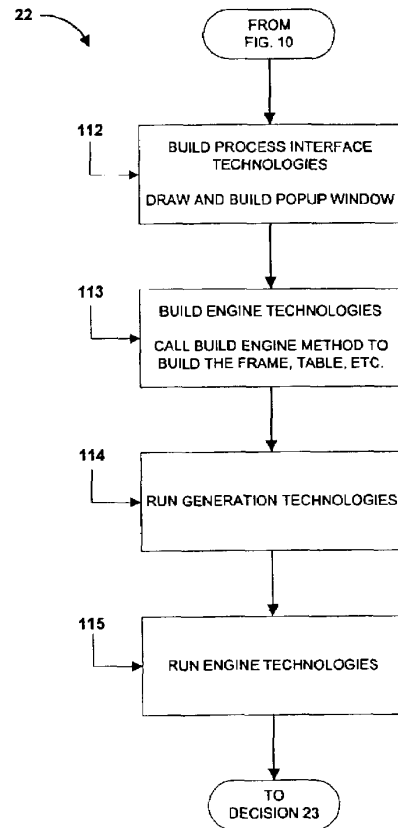 22
FROM
FIG. 10
112
BUILD PROCESS INTERFACE
TECHNOLOGIES
DRAW AND BUILD POPUP WINDOW
113
BUILD ENGINE TECHNOLOGIES
CALL BUILD ENGINE METHOD TO
BUILD THE FRAME, TABLE, ETC.
114
RUN GENERATION TECHNOLOGIES
115
RUN ENGINE TECHNOLOGIES
TO
DECISION 23